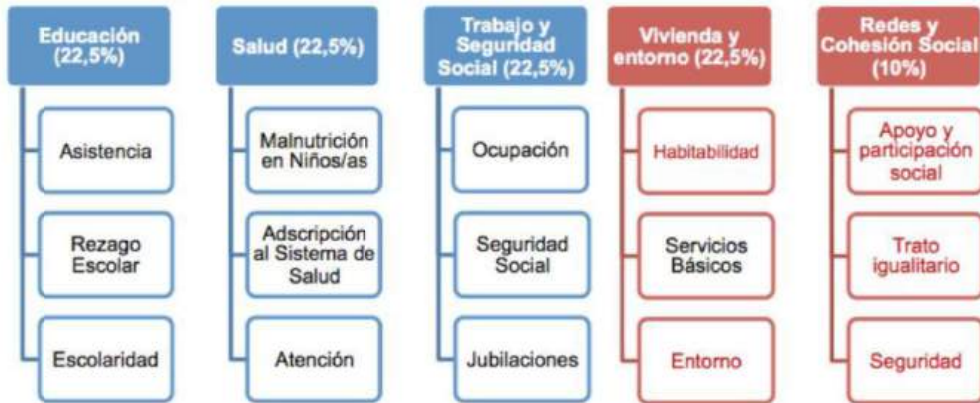 Educación
(22,5%)
Asistencia
Rezago
Escolar
Escolaridad
Salud (22,5%)
Malnutrición
en Niños/as
Adscripción
al Sistema de
Salud
Atención
Trabajo y
Seguridad
Social (22,5%)
Ocupación
Seguridad
Social
Jubilaciones
Vivienda y
entorno (22,5%)
Habitabilidad
Servicios
Básicos
Entorno
Redes y
Cohesión Social
(10%)
Apoyo y
participación
social
Trato
igualitario
Seguridad